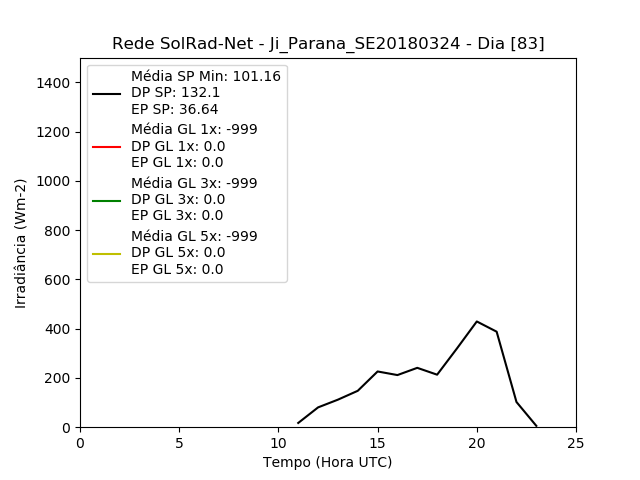 Rede SolRad-Net - Ji_Parana_SE20180324 - Dia [83]
Média SP Min: 101.16
DP SP: 132.1
EP SP: 36.64
Média GL 1x: -999
DP GL 1x: 0.0
EP GL 1x: 0.0
Média GL 3x: -999
DP GL 3x: 0.0
EP GL 3x: 0.0
Média GL 5x: -999
DP GL 5x: 0.0
EP GL 5x: 0.0
Irradiância (Wm-2)
1400
1200
1000
800
600
400
200
0
0 5 10 15 20 25
Tempo (Hora UTC)